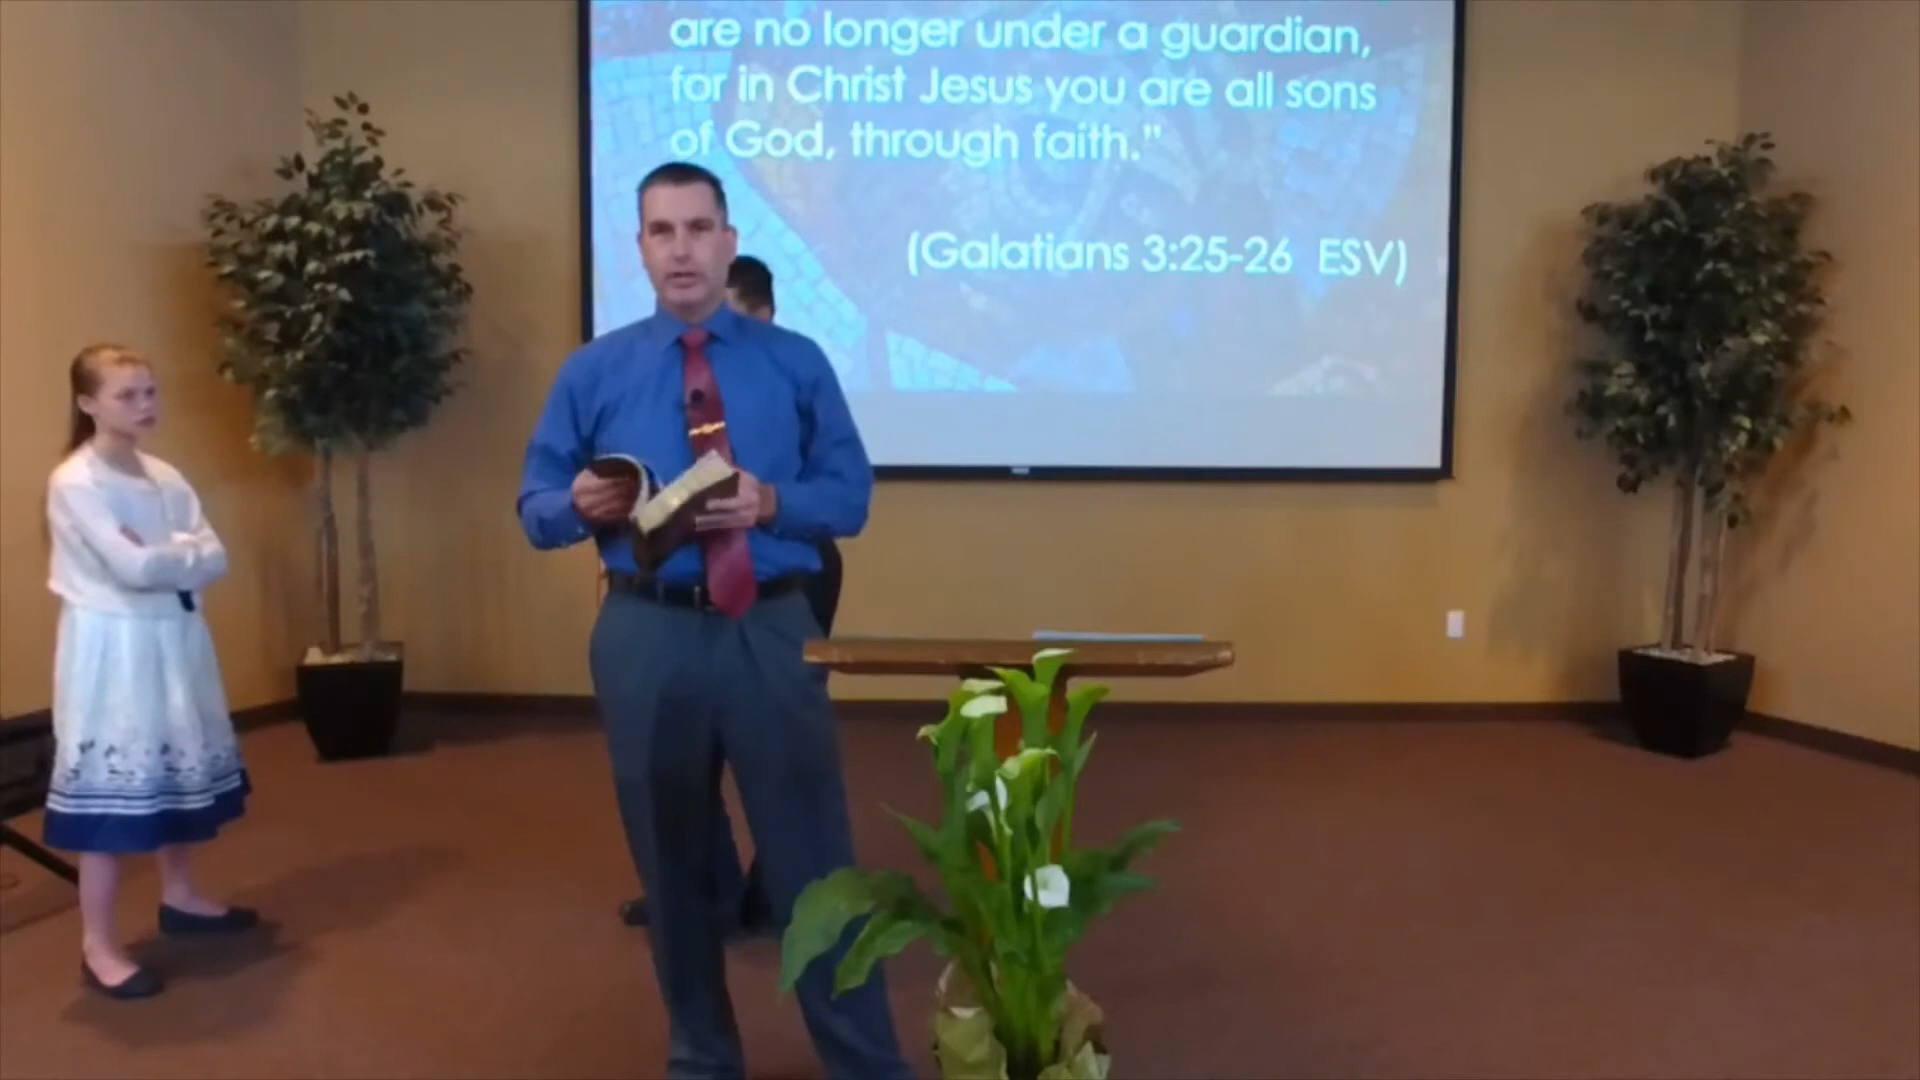 are no longer under a guardian,
for in Christ Jesus you are all sons
of God, through faith."
(Galatians 3:25-26 ESV)